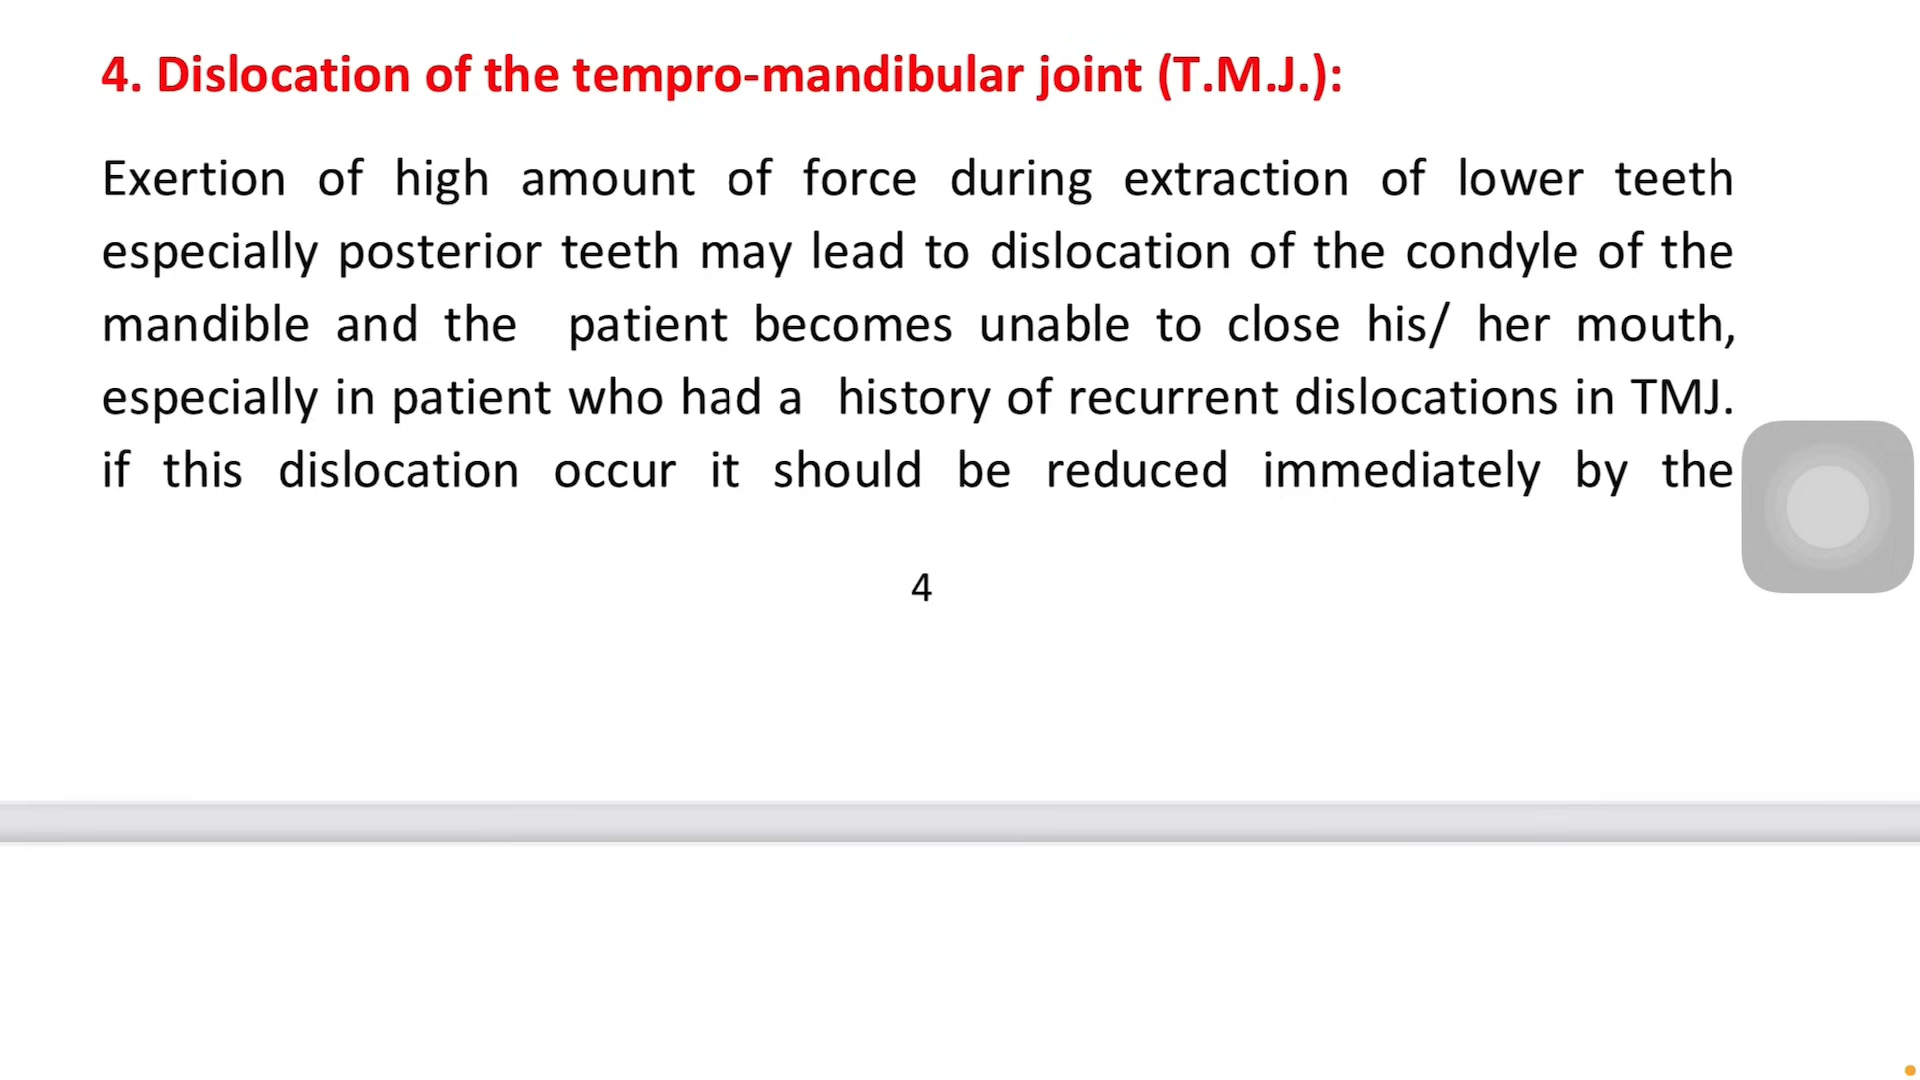 4. Dislocation of the tempro-mandibular joint (T.M.J.):
Exertion of high amount of force during extraction of lower teeth
especially posterior teeth may lead to dislocation of the condyle of the
mandible and the patient becomes unable to close his/ her mouth,
especially in patient who had a history of recurrent dislocations in TMJ.
if this dislocation occur it should be reduced immediately by the
4